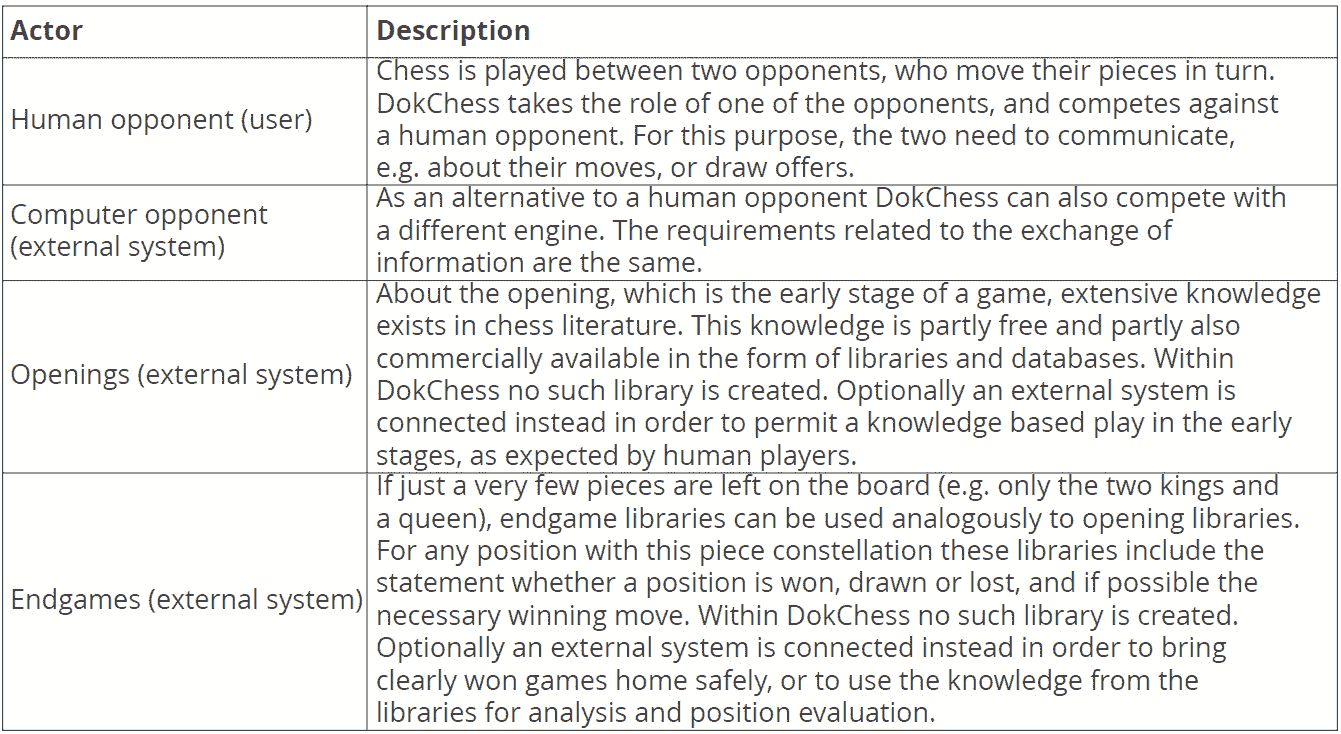 Actor
Description
Human opponent (user)
Chess is played between two opponents, who move their pieces in turn.
DokChess takes the role of one of the opponents, and competes against
a human opponent. For this purpose, the two need to communicate,
e.g. about their moves, or draw offers.
Computer opponent
(external system)
As an alternative to a human opponent DokChess can also compete with
a different engine. The requirements related to the exchange of
information are the same.
Openings (external system)
About the opening, which is the early stage of a game, extensive knowledge
exists in chess literature. This knowledge is partly free and partly also
commercially available in the form of libraries and databases. Within
DokChess no such library is created. Optionally an external system is
connected instead in order to permit a knowledge based play in the early
stages, as expected by human players.
Endgames (external system)
If just a very few pieces are left on the board (e.g. only the two kings and
a queen), endgame libraries can be used analogously to opening libraries.
For any position with this piece constellation these libraries include the
statement whether a position is won, drawn or lost, and if possible the
necessary winning move. Within DokChess no such library is created.
Optionally an external system is connected instead in order to bring
clearly won games home safely, or to use the knowledge from the
libraries for analysis and position evaluation.